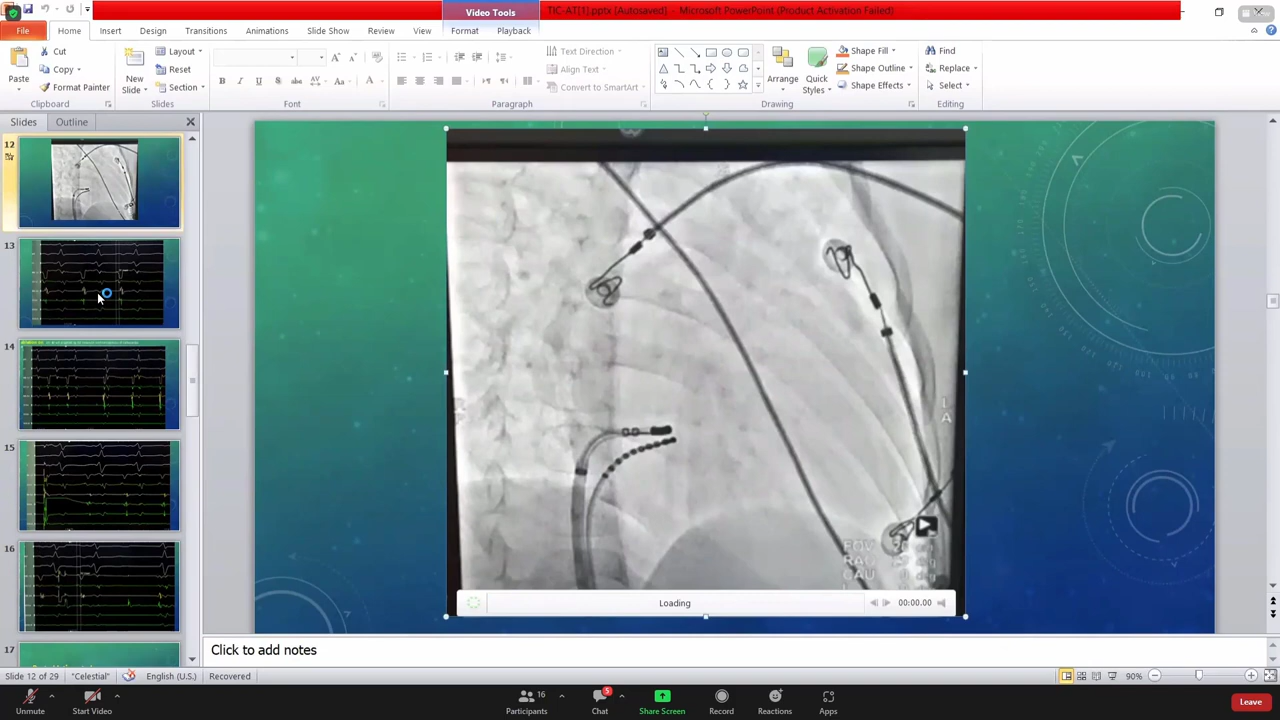 Video Tools
TIC-AT[1].pptx [Autosaved] - Microsoft PowerPoint (Product Activation Failed)
File
Home
Insert
Design
Transitions
Animations
Slide Show
Review
View
Format
Playback
Paste
Cut
Copy
Format Painter
Clipboard
New
Slide
Layout
Reset
Section
Slides
B I U S abc AV Aa A
Font
Paragraph
Text Direction
Align Text
Convert to SmartArt
Arrange
Quick
Styles
Shape Fill
Shape Outline
Shape Effects
Drawing
Find
Replace
Select
Editing
Slides
Outline
12
13
14
15
16
17
A
RAO
CAU
Loading
00:00.00
Click to add notes
Slide 12 of 29
"Celestial"
English (U.S.)
Recovered
90%
Unmute
Start Video
16
Participants
5
Chat
Share Screen
Record
Reactions
Apps
Leave